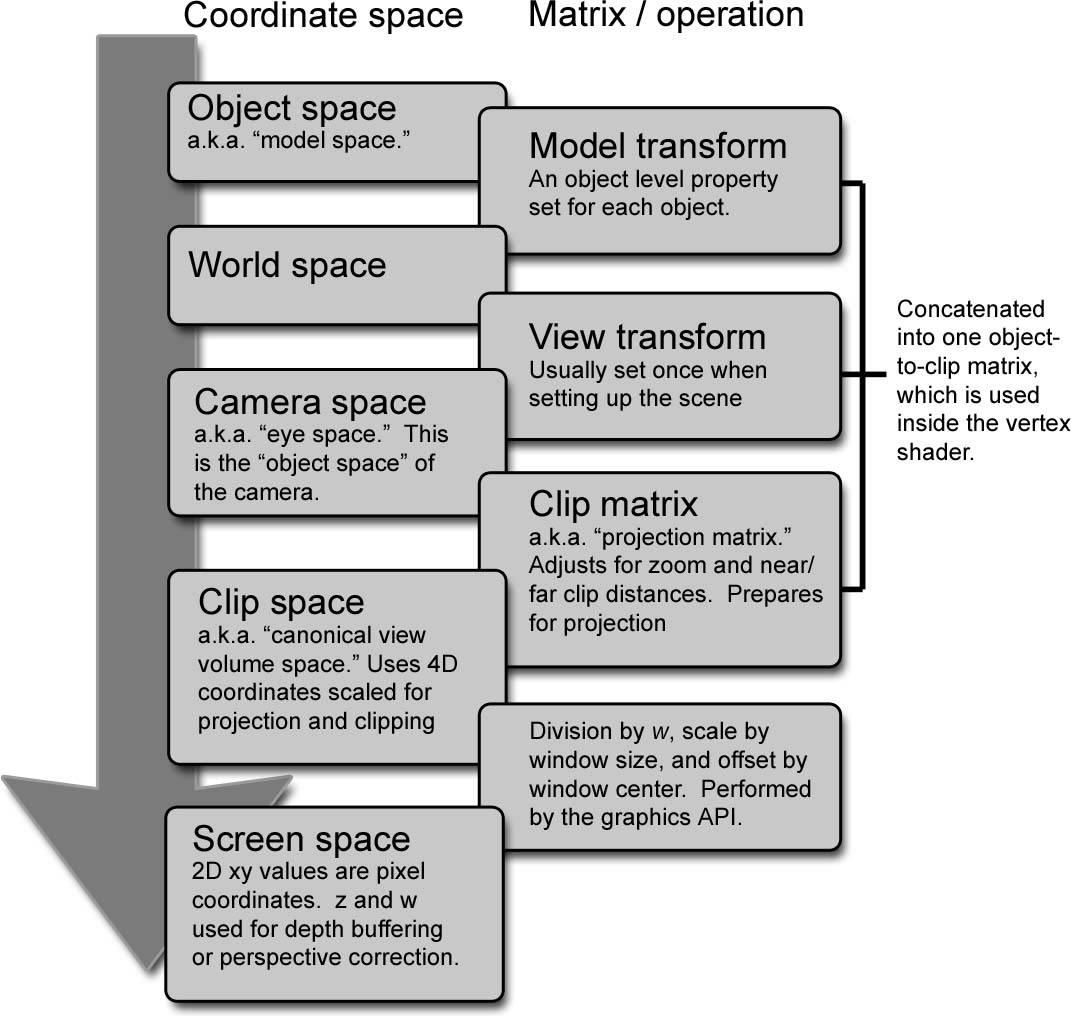 Coordinate space
Matrix / operation
Object space
a.k.a. “model space.”
Model transform
An object level property
set for each object.
World space
View transform
Usually set once when
setting up the scene
Camera space
a.k.a. “eye space.”  This
is the “object space” of
the camera.
Clip matrix
a.k.a. “projection matrix.”
Adjusts for zoom and near/
far clip distances.  Prepares
for projection
Clip space
a.k.a. “canonical view
volume space.” Uses 4D
coordinates scaled for
projection and clipping
Division by w, scale by
window size, and offset by
window center.  Performed
by the graphics API.
Screen space
2D xy values are pixel
coordinates.  z and w
used for depth buffering
or perspective correction.
Concatenated
into one object-
to-clip matrix,
which is used
inside the vertex
shader.